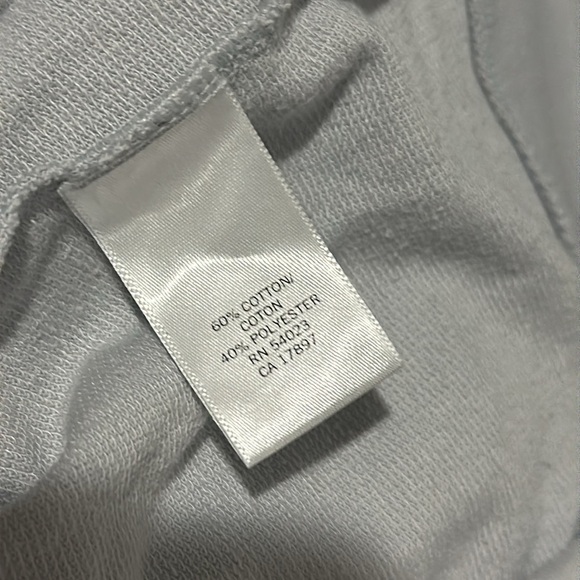 60% COTTON/
COTON
40% POLYESTER
RN 54023
CA 17897